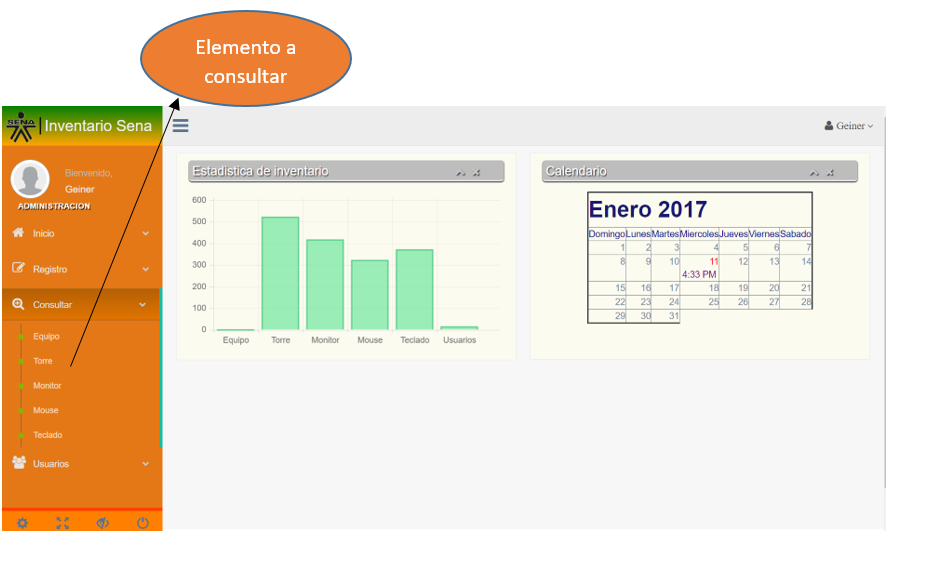 Elemento a
consultar
SENA
Inventario Sena
Geiner
Bienvenido,
Geiner
ADMINISTRACION
Inicio
Registro
Consultar
Equipo
Torre
Monitor
Mouse
Teclado
Usuarios
Estadistica de inventario
600
500
400
300
200
100
0
Equipo Torre Monitor Mouse Teclado Usuarios
Calendario
Enero 2017
Domingo Lunes Martes Miercoles Jueves Viernes Sabado
1 2 3 4 5 6 7
8 9 10 11 12 13 14
4:33 PM
15 16 17 18 19 20 21
22 23 24 25 26 27 28
29 30 31